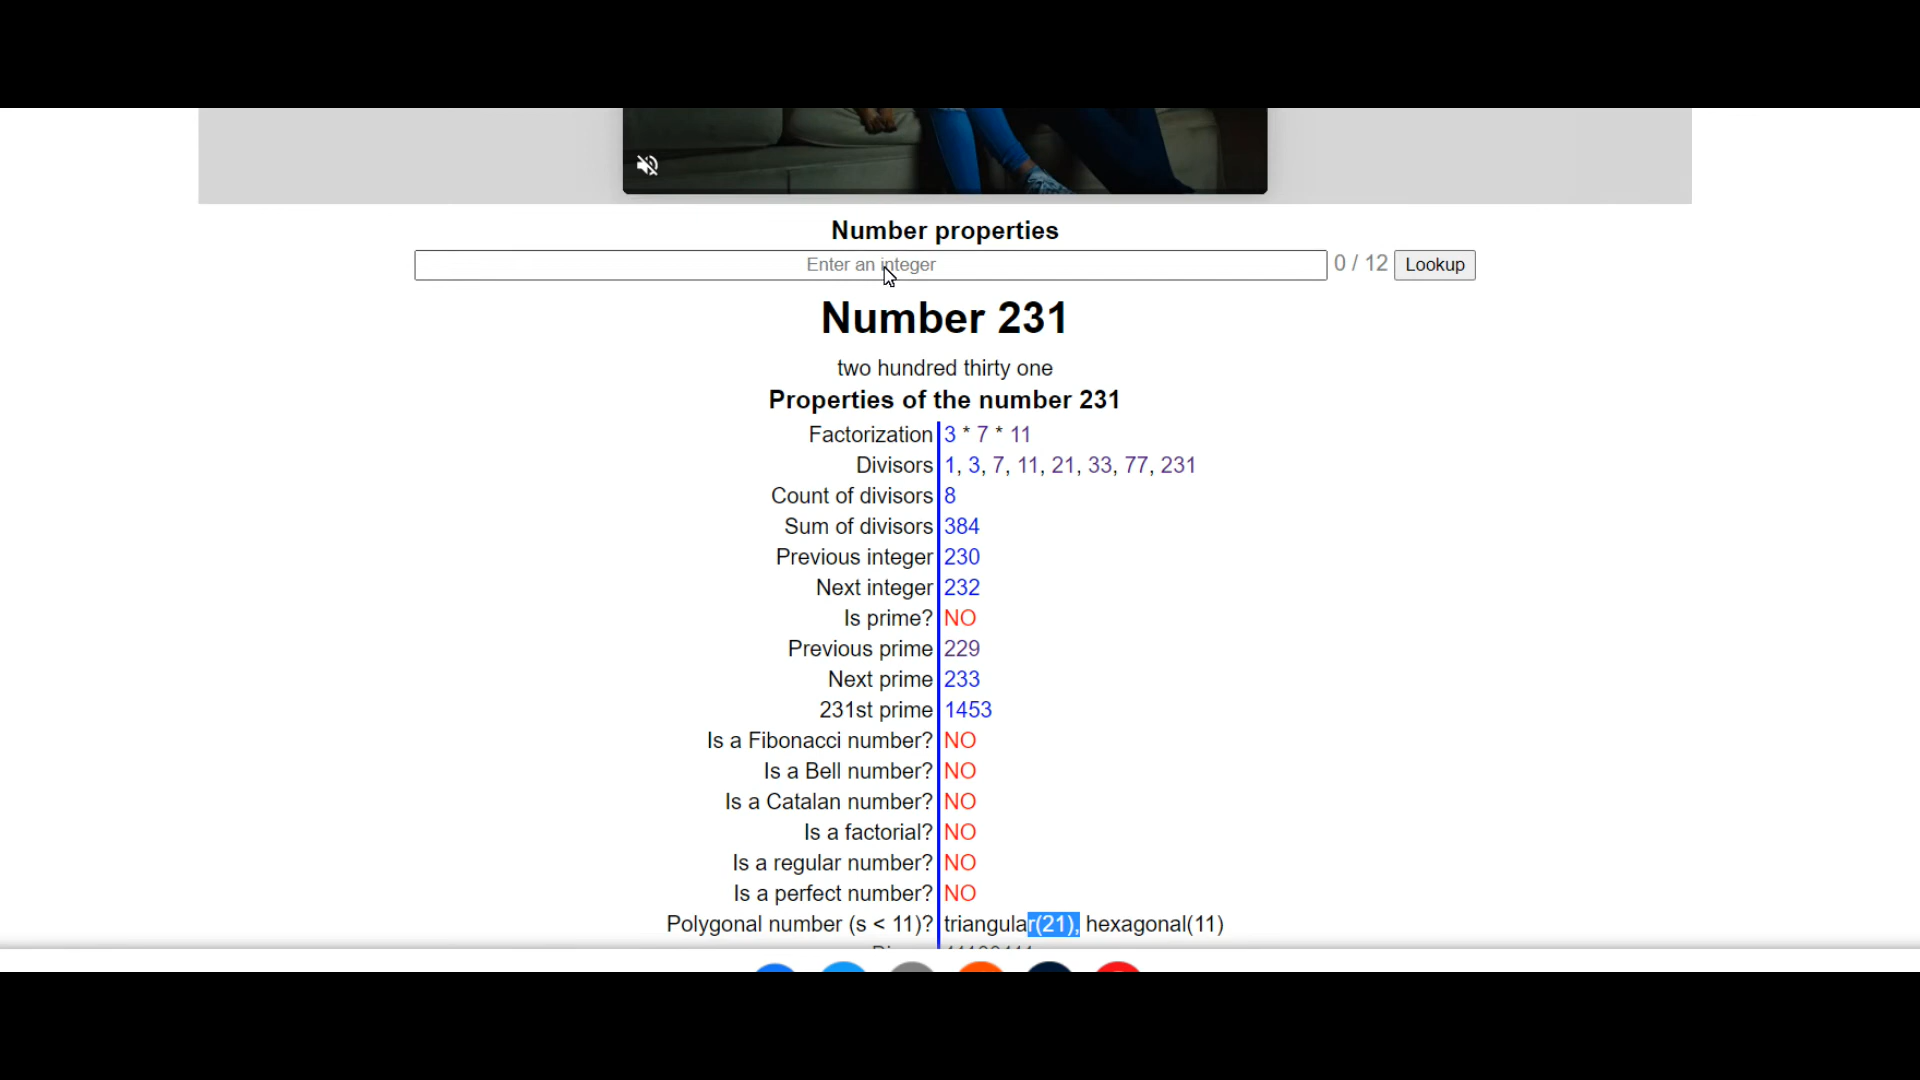 Number properties
Enter an integer 0 / 12 Lookup
Number 231
two hundred thirty one
Properties of the number 231
Factorization 3 * 7 * 11
Divisors 1, 3, 7, 11, 21, 33, 77, 231
Count of divisors 8
Sum of divisors 384
Previous integer 230
Next integer 232
Is prime? NO
Previous prime 229
Next prime 233
231st prime 1453
Is a Fibonacci number? NO
Is a Bell number? NO
Is a Catalan number? NO
Is a factorial? NO
Is a regular number? NO
Is a perfect number? NO
Polygonal number (s < 11)? triangular(21), hexagonal(11)